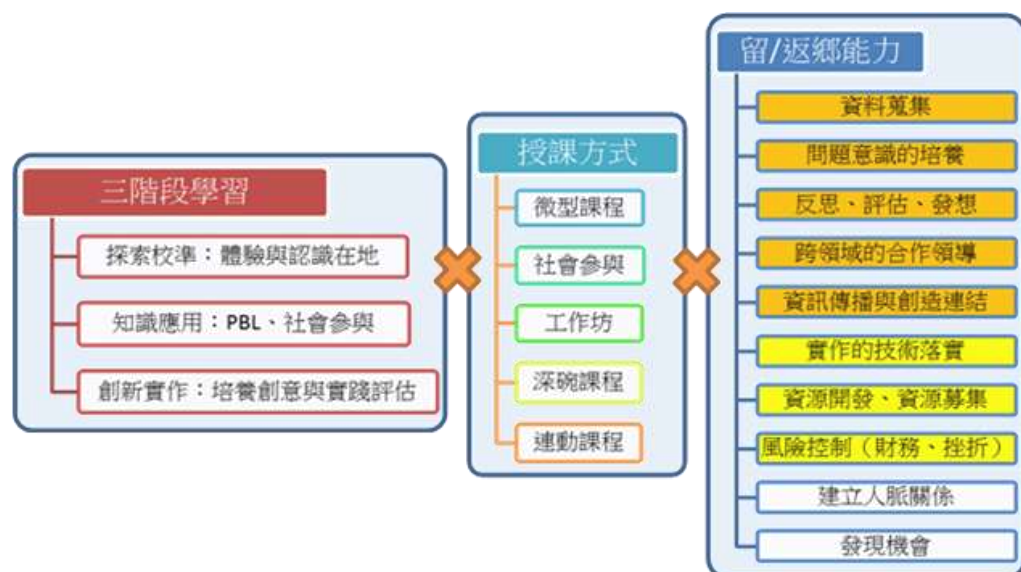 三階段學習
探索校準：體驗與認識在地
知識應用：PBL、社會參與
創新實作：培養創意與實踐評估
授課方式
微型課程
社會參與
工作坊
深碗課程
連動課程
留/返鄉能力
資料蒐集
問題意識的培養
反思、評估、發想
跨領域的合作領導
資訊傳播與創造連結
實作的技術落實
資源開發、資源募集
風險控制（財務、挫折）
建立人脈關係
發現機會